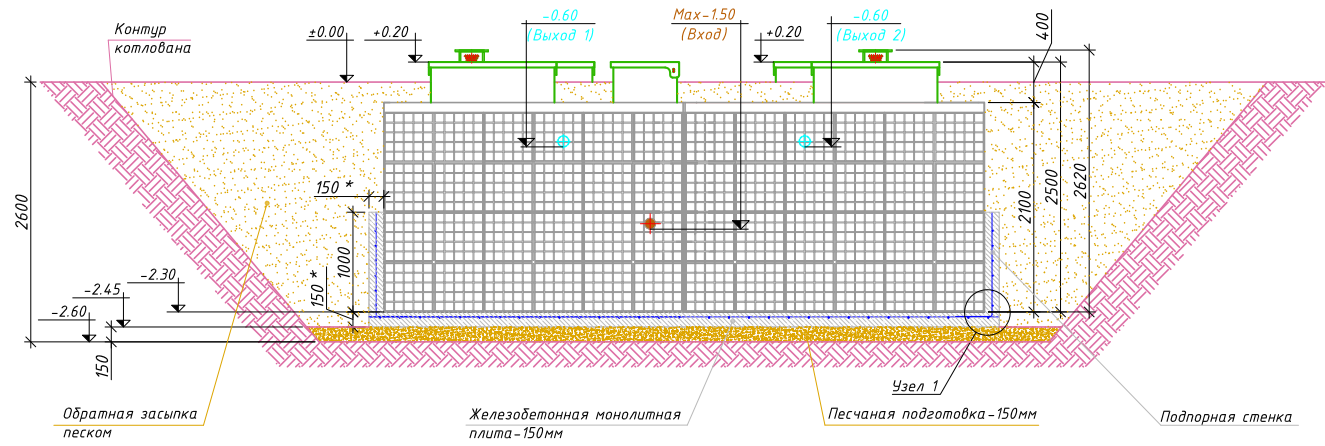 Контур
котлована
±0.00
+0.20
-0.60
(Выход 1)
Max-1.50
(Вход)
+0.20
-0.60
(Выход 2)
400
2600
150 *
1000
150 *
2100
2500
2620
-2.30
-2.45
-2.60
150
Узел 1
Обратная засыпка
песком
Железобетонная монолитная
плита-150мм
Песчаная подготовка-150мм
Подпорная стенка